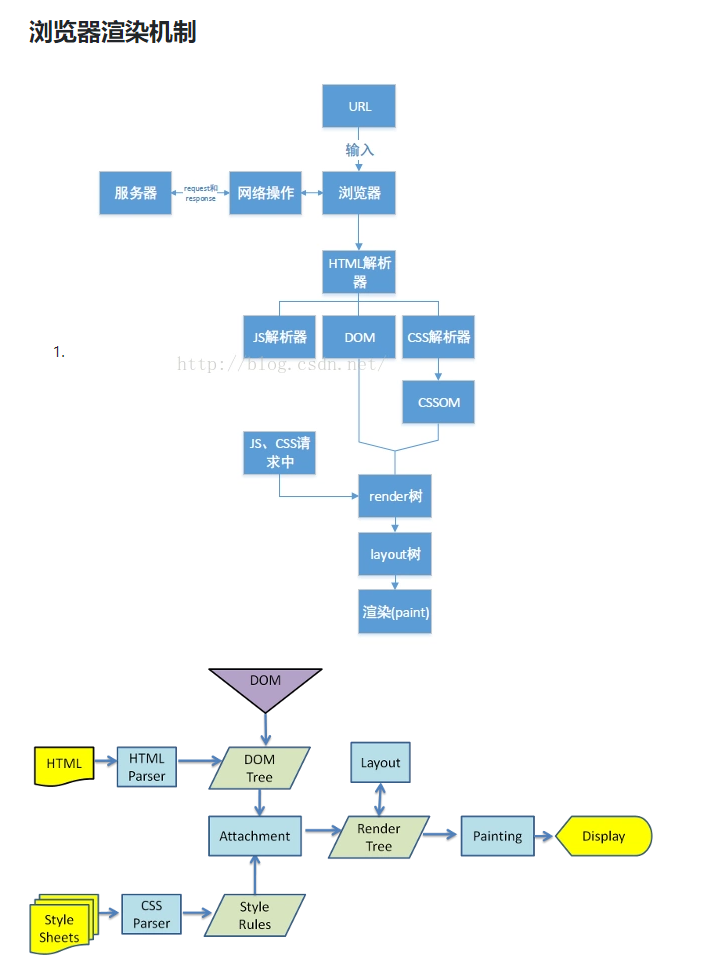 浏览器渲染机制
URL
输入
服务器
request和
response
网络操作
浏览器
HTML解析
器
JS解析器
DOM
CSS解析器
1.
http://blog.csdn.net/
CSSOM
JS、CSS请
求中
render树
layout树
渲染(paint)
DOM
HTML
HTML
Parser
DOM
Tree
Layout
Attachment
Render
Tree
Painting
Display
Style
Sheets
CSS
Parser
Style
Rules